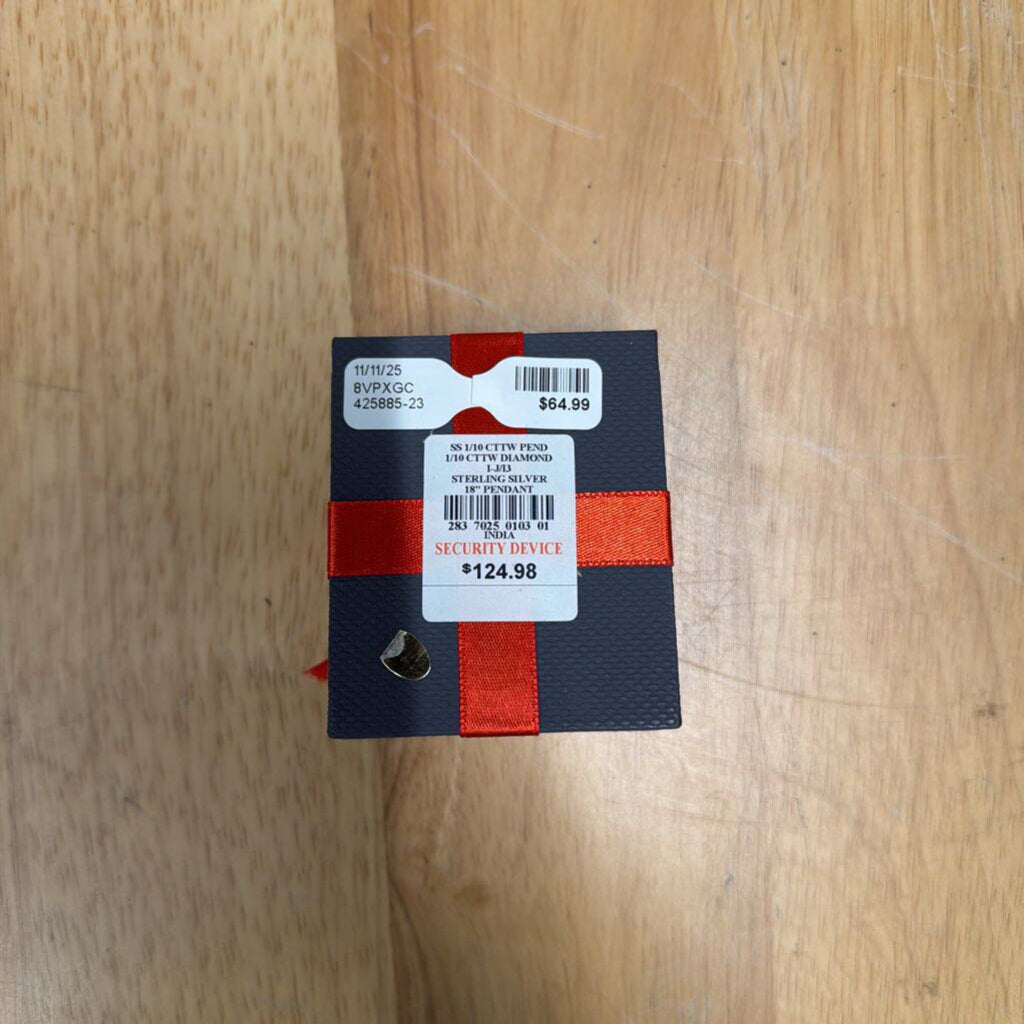 11/11/25
8VPXGC
425885-23
$64.99
SS 1/10 CTTW PEND
1/10 CTTW DIAMOND
I-J/I3
STERLING SILVER
18" PENDANT
283 7025 0103 01
INDIA
SECURITY DEVICE
$124.98